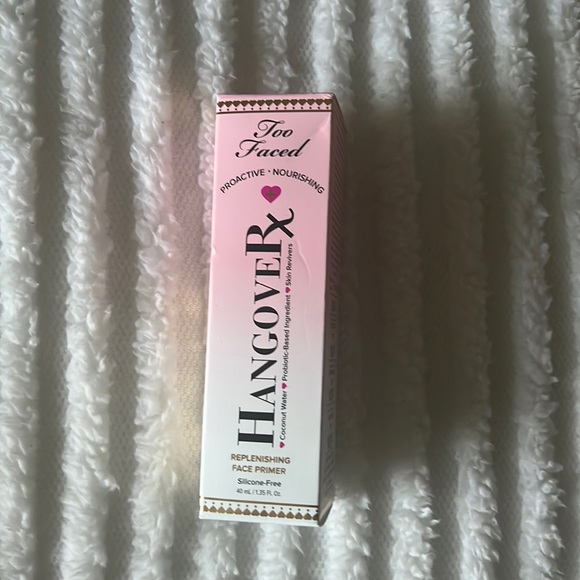 Too
Faced
PROACTIVE · NOURISHING
HANGOVERx
Coconut Water ♥ Probiotic-Based Ingredient ♥ Skin Revivers
REPLENISHING
FACE PRIMER
Silicone-Free
40 mL / 1.35 Fl. Oz.